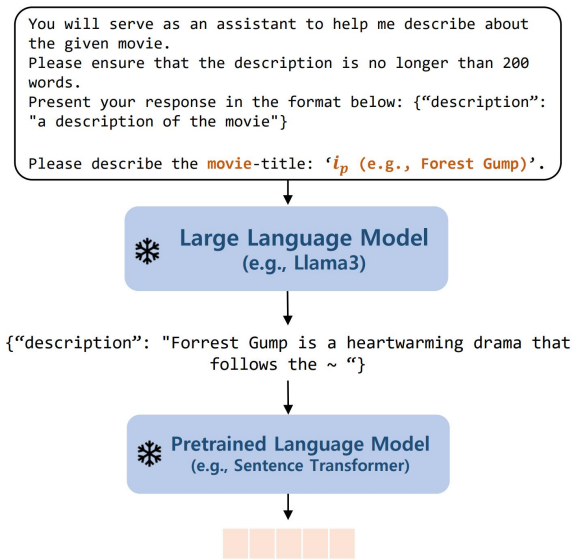 You will serve as an assistant to help me describe about
the given movie.
Please ensure that the description is no longer than 200
words.
Present your response in the format below: {“description”:
"a description of the movie"}
Please describe the movie-title: ‘i_p (e.g., Forest Gump)’.
Large Language Model
(e.g., Llama3)
{“description”: "Forrest Gump is a heartwarming drama that
follows the ~ “}
Pretrained Language Model
(e.g., Sentence Transformer)